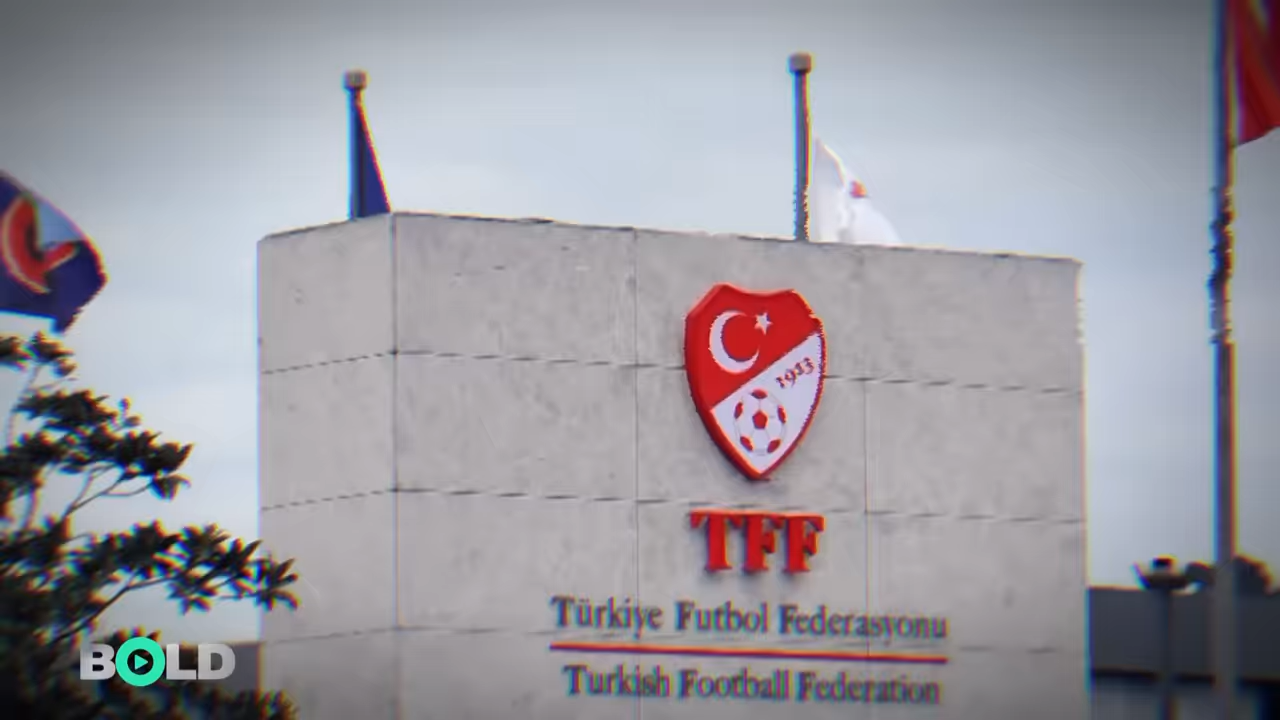 1923
TFF
Türkiye Futbol Federasyonu
Turkish Football Federation
BOLD